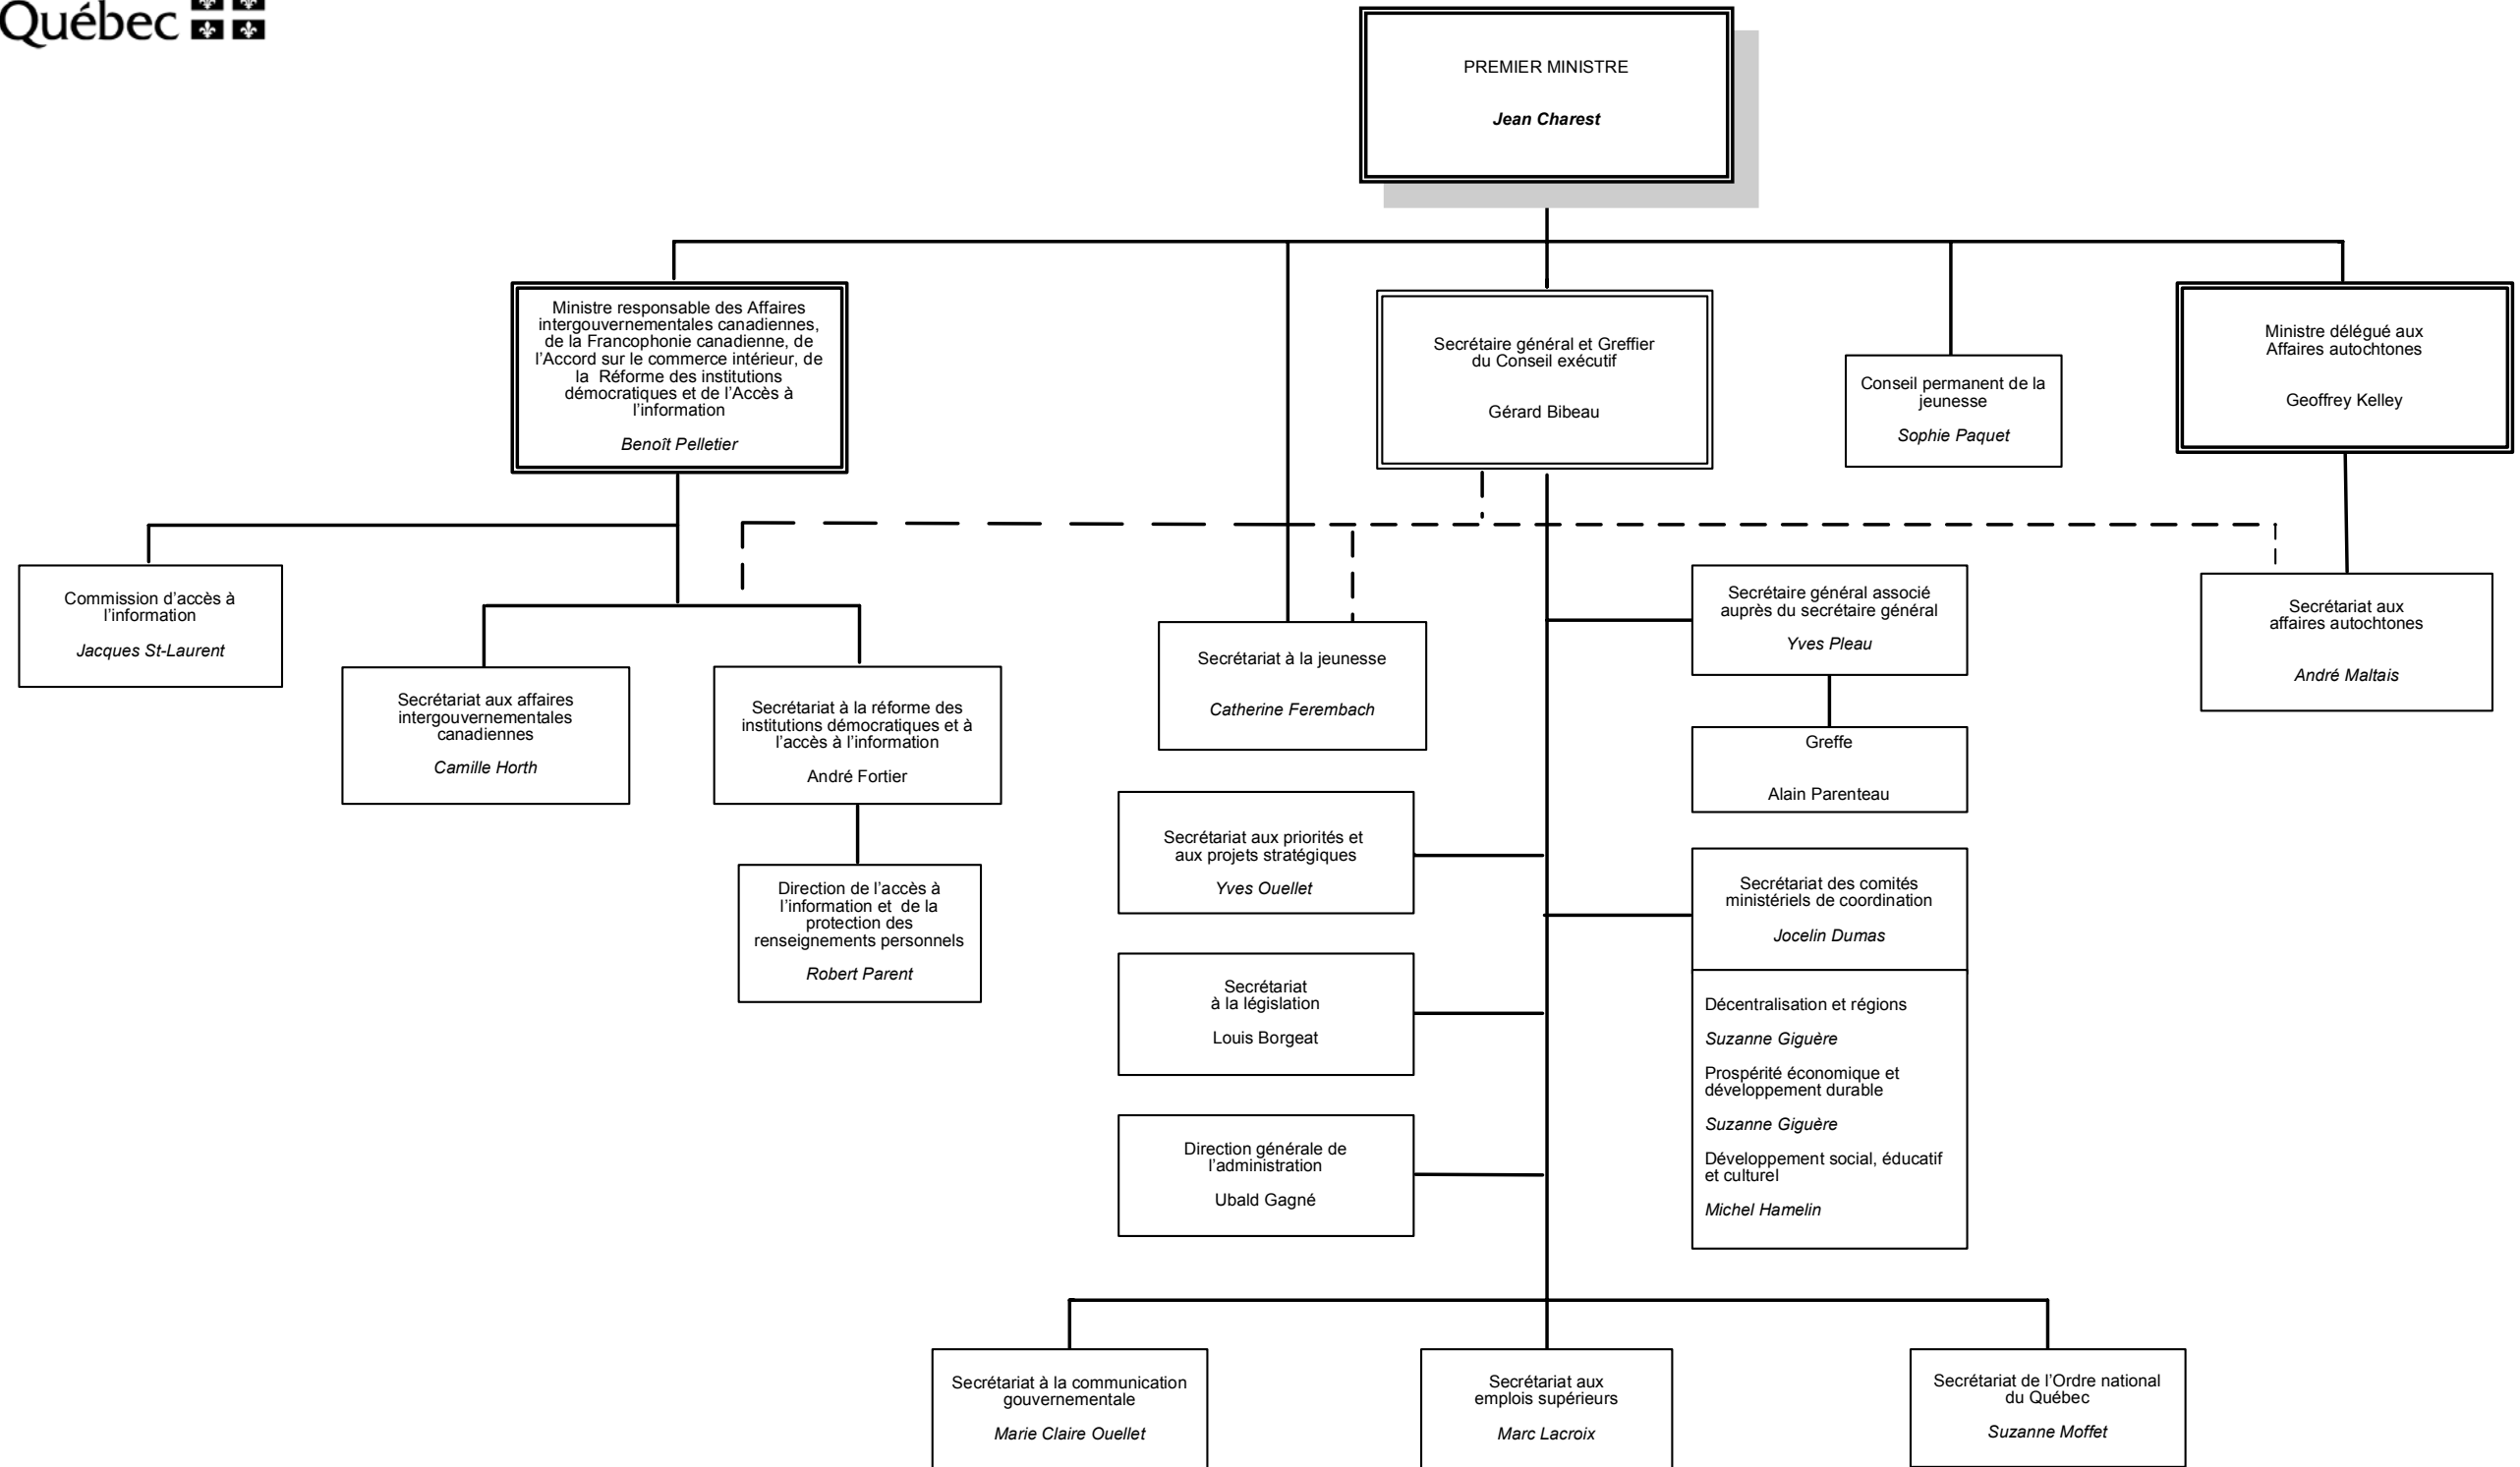 Québec
PREMIER MINISTRE
Jean Charest
Ministre responsable des Affaires
intergouvernementales canadiennes,
de la Francophonie canadienne, de
l’Accord sur le commerce intérieur, de
la Réforme des institutions
démocratiques et de l’Accès à
l’information
Benoît Pelletier
Secrétaire général et Greffier
du Conseil exécutif
Gérard Bibeau
Conseil permanent de la
jeunesse
Sophie Paquet
Ministre délégué aux
Affaires autochtones
Geoffrey Kelley
Commission d’accès à
l’information
Jacques St-Laurent
Secrétariat aux affaires
intergouvernementales
canadiennes
Camille Horth
Secrétariat à la réforme des
institutions démocratiques et à
l’accès à l’information
André Fortier
Direction de l’accès à
l’information et de la
protection des
renseignements personnels
Robert Parent
Secrétariat à la jeunesse
Catherine Ferembach
Secrétaire général associé
auprès du secrétaire général
Yves Pleau
Greffe
Alain Parenteau
Secrétariat aux
affaires autochtones
André Maltais
Secrétariat aux priorités et
aux projets stratégiques
Yves Ouellet
Secrétariat
à la législation
Louis Borgeat
Direction générale de
l’administration
Ubald Gagné
Secrétariat des comités
ministériels de coordination
Jocelin Dumas
Décentralisation et régions
Suzanne Giguère
Prospérité économique et
développement durable
Suzanne Giguère
Développement social, éducatif
et culturel
Michel Hamelin
Secrétariat à la communication
gouvernementale
Marie Claire Ouellet
Secrétariat aux
emplois supérieurs
Marc Lacroix
Secrétariat de l’Ordre national
du Québec
Suzanne Moffet